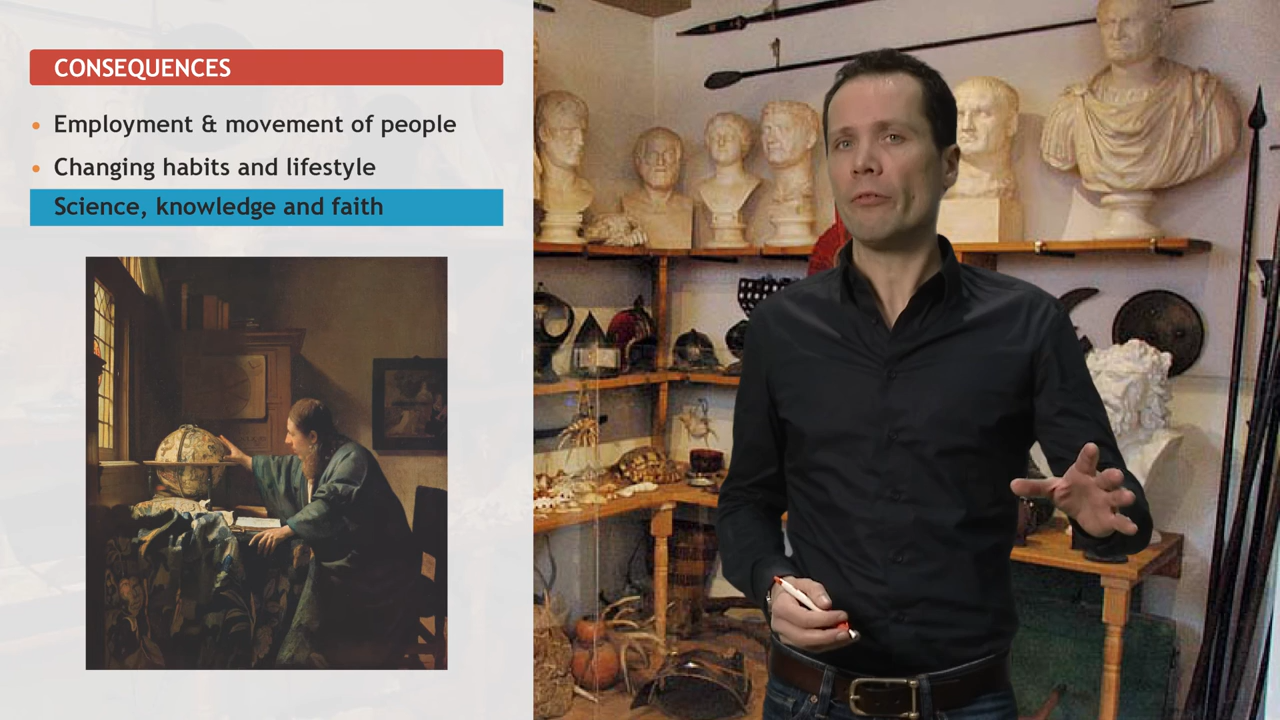 CONSEQUENCES
• Employment & movement of people
• Changing habits and lifestyle
Science, knowledge and faith